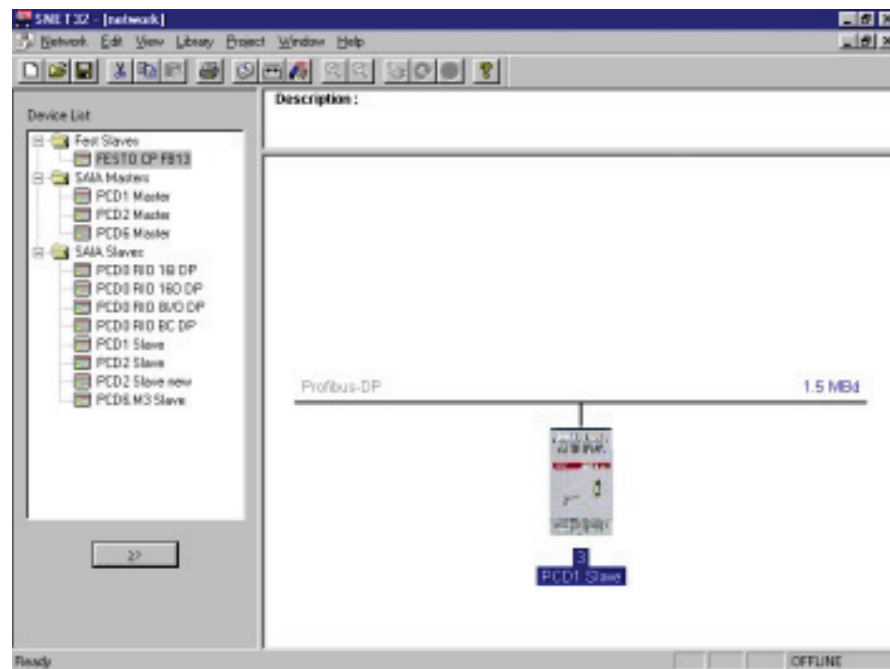 SNET32 - [network]
Network Edit View Library Project Window Help
Device List
Description :
Fest Slaves
FESTO CP FB13
SAIA Masters
PCD1 Master
PCD2 Master
PCD6 Master
SAIA Slaves
PCD0 RIO 16I DP
PCD0 RIO 16O DP
PCD0 RIO 8I/O DP
PCD0 RIO BC DP
PCD1 Slave
PCD2 Slave
PCD2 Slave new
PCD6.M3 Slave
Profibus-DP
1.5 MBd
3
PCD1 Slave
>>
Ready
OFFLINE